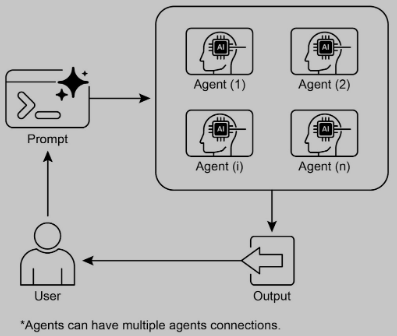 AI
AI
Agent (1)
Agent (2)
Prompt
AI
AI
Agent (i)
Agent (n)
User
Output
*Agents can have multiple agents connections.